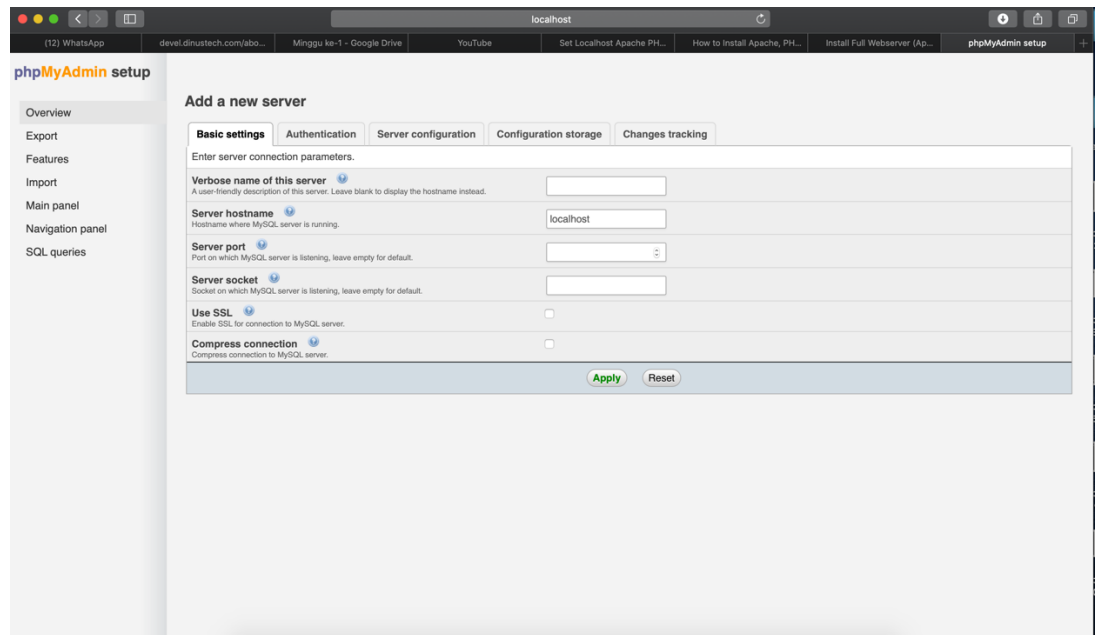 localhost
(12) WhatsApp
devel.dinustech.com/abo...
Minggu ke-1 - Google Drive
YouTube
Set Localhost Apache PH...
How to Install Apache, PH...
Install Full Webserver (Ap...
phpMyAdmin setup
phpMyAdmin setup
Overview
Export
Features
Import
Main panel
Navigation panel
SQL queries
Add a new server
Basic settings
Authentication
Server configuration
Configuration storage
Changes tracking
Enter server connection parameters.
Verbose name of this server
A user-friendly description of this server. Leave blank to display the hostname instead.
Server hostname
Hostname where MySQL server is running.
localhost
Server port
Port on which MySQL server is listening, leave empty for default.
Server socket
Socket on which MySQL server is listening, leave empty for default.
Use SSL
Enable SSL for connection to MySQL server.
Compress connection
Compress connection to MySQL server.
Apply
Reset